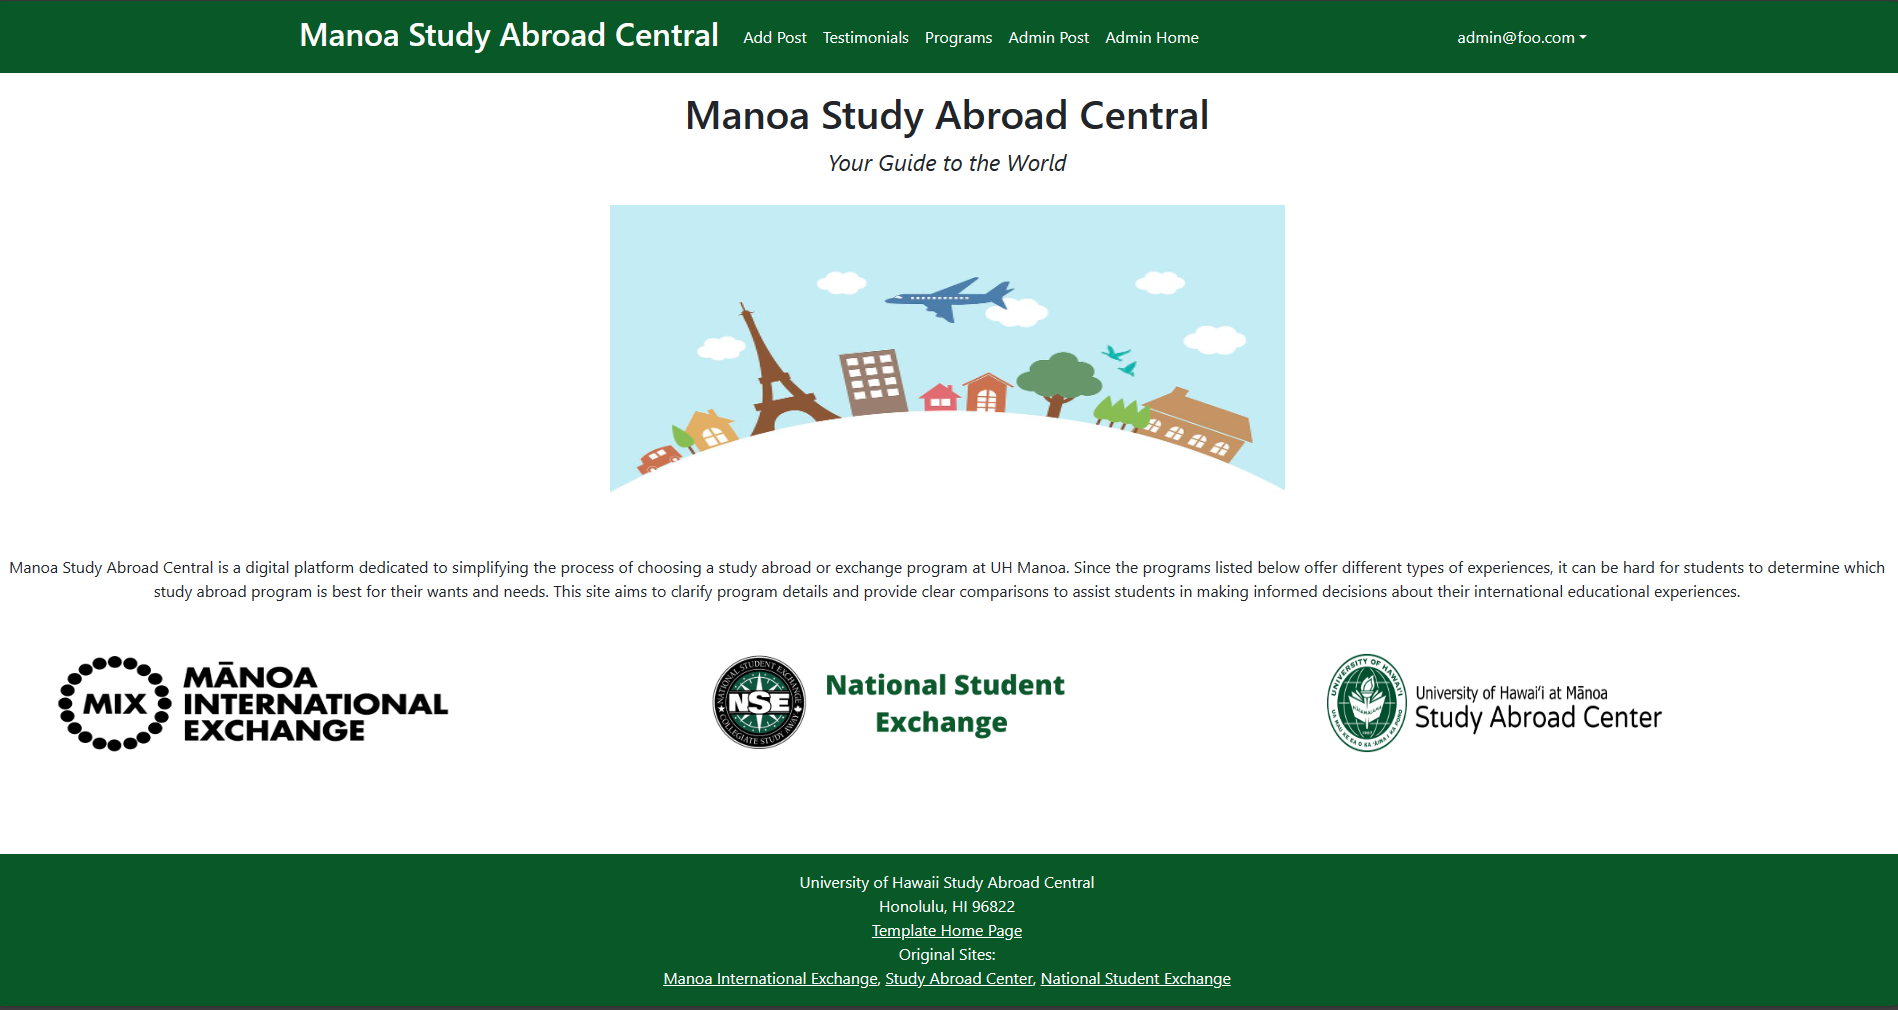 Manoa Study Abroad Central Add Post Testimonials Programs Admin Post Admin Home admin@foo.com
Manoa Study Abroad Central
Your Guide to the World
Manoa Study Abroad Central is a digital platform dedicated to simplifying the process of choosing a study abroad or exchange program at UH Manoa. Since the programs listed below offer different types of experiences, it can be hard for students to determine which
study abroad program is best for their wants and needs. This site aims to clarify program details and provide clear comparisons to assist students in making informed decisions about their international educational experiences.
MIX
MĀNOA
INTERNATIONAL
EXCHANGE
NATIONAL STUDENT EXCHANGE
NSE
COLLEGIATE STUDY AWAY
National Student
Exchange
UNIVERSITY OF HAWAIʻI
University of Hawaiʻi at Mānoa
Study Abroad Center
University of Hawaii Study Abroad Central
Honolulu, HI 96822
Template Home Page
Original Sites:
Manoa International Exchange, Study Abroad Center, National Student Exchange